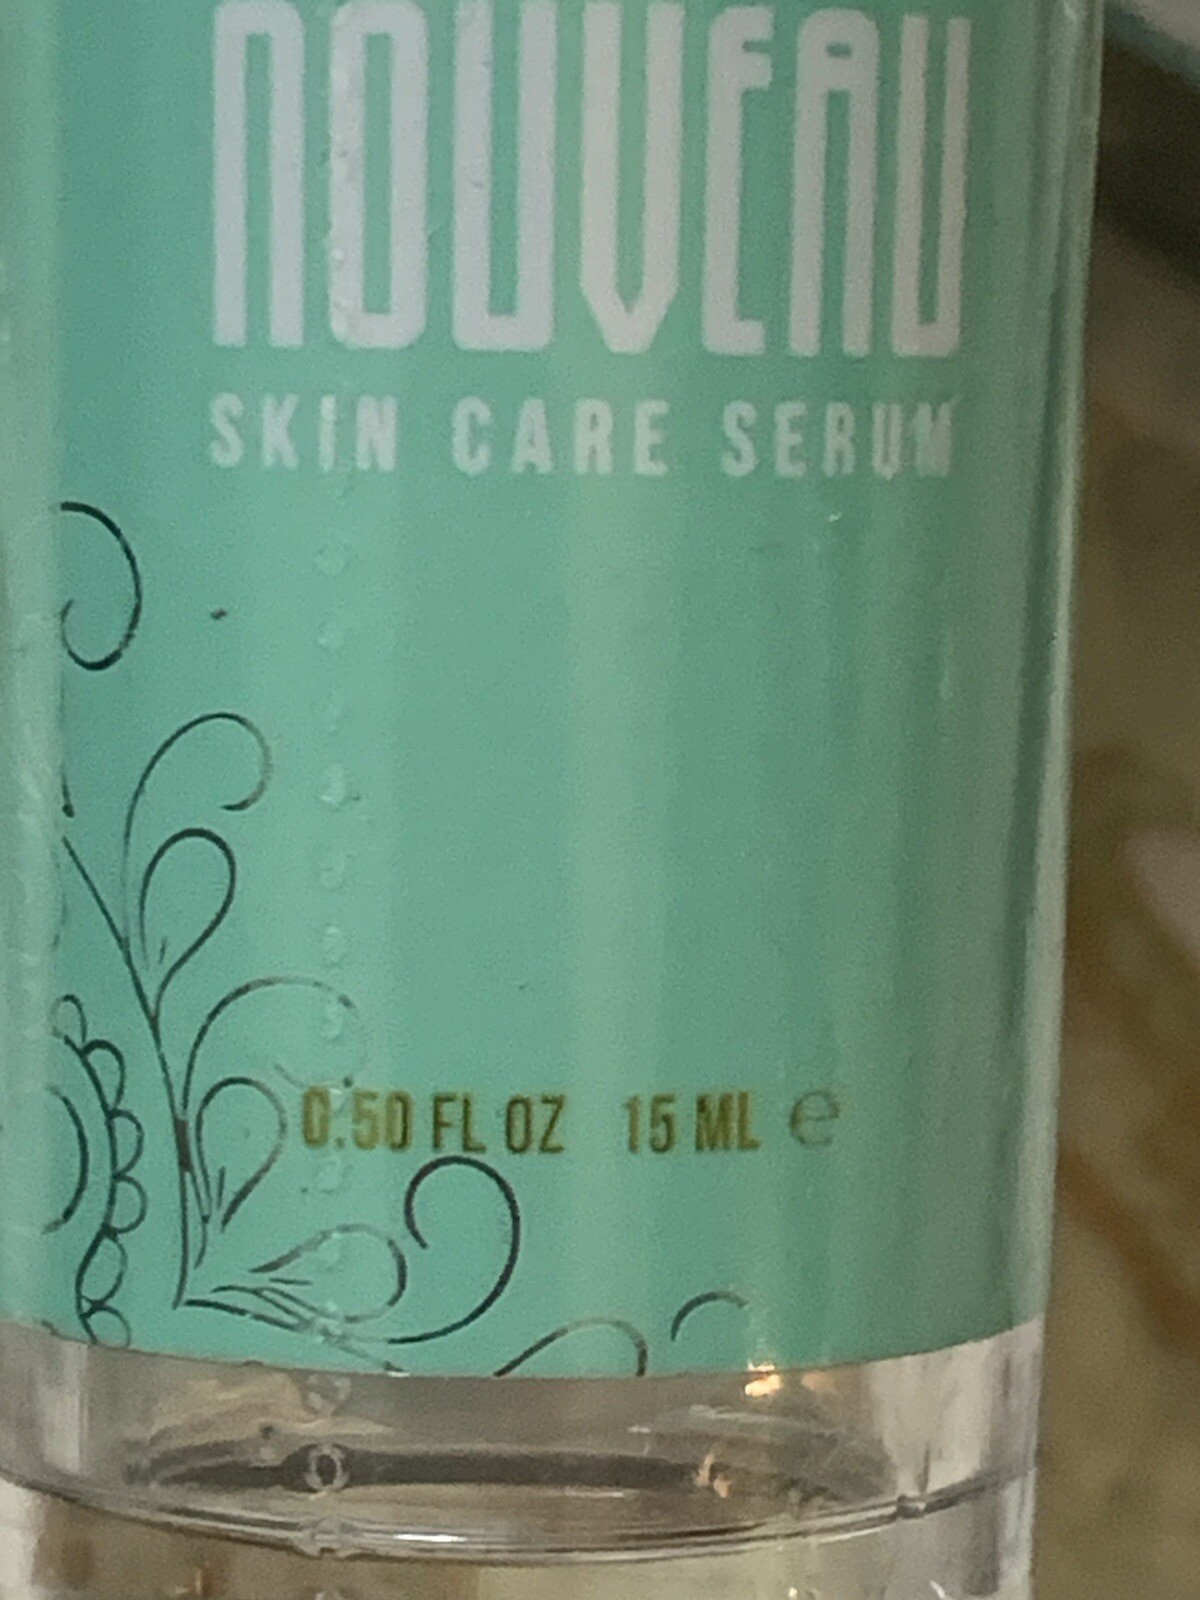 NOUVEAU
SKIN CARE SERUM
0.50 FL OZ 15 ML ℮